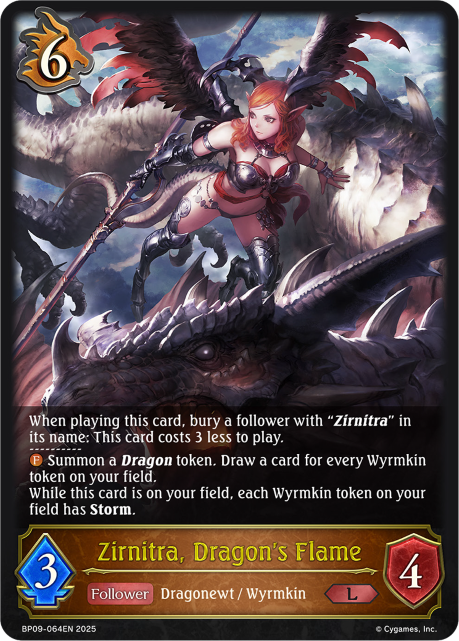 6
When playing this card, bury a follower with “Zirnitra” in
its name: This card costs 3 less to play.
----------
F Summon a Dragon token. Draw a card for every Wyrmkin
token on your field.
While this card is on your field, each Wyrmkin token on your
field has Storm.
Zirnitra, Dragon's Flame
3
Follower Dragonewt / Wyrmkin L
4
BP09-064EN 2025 © Cygames, Inc.